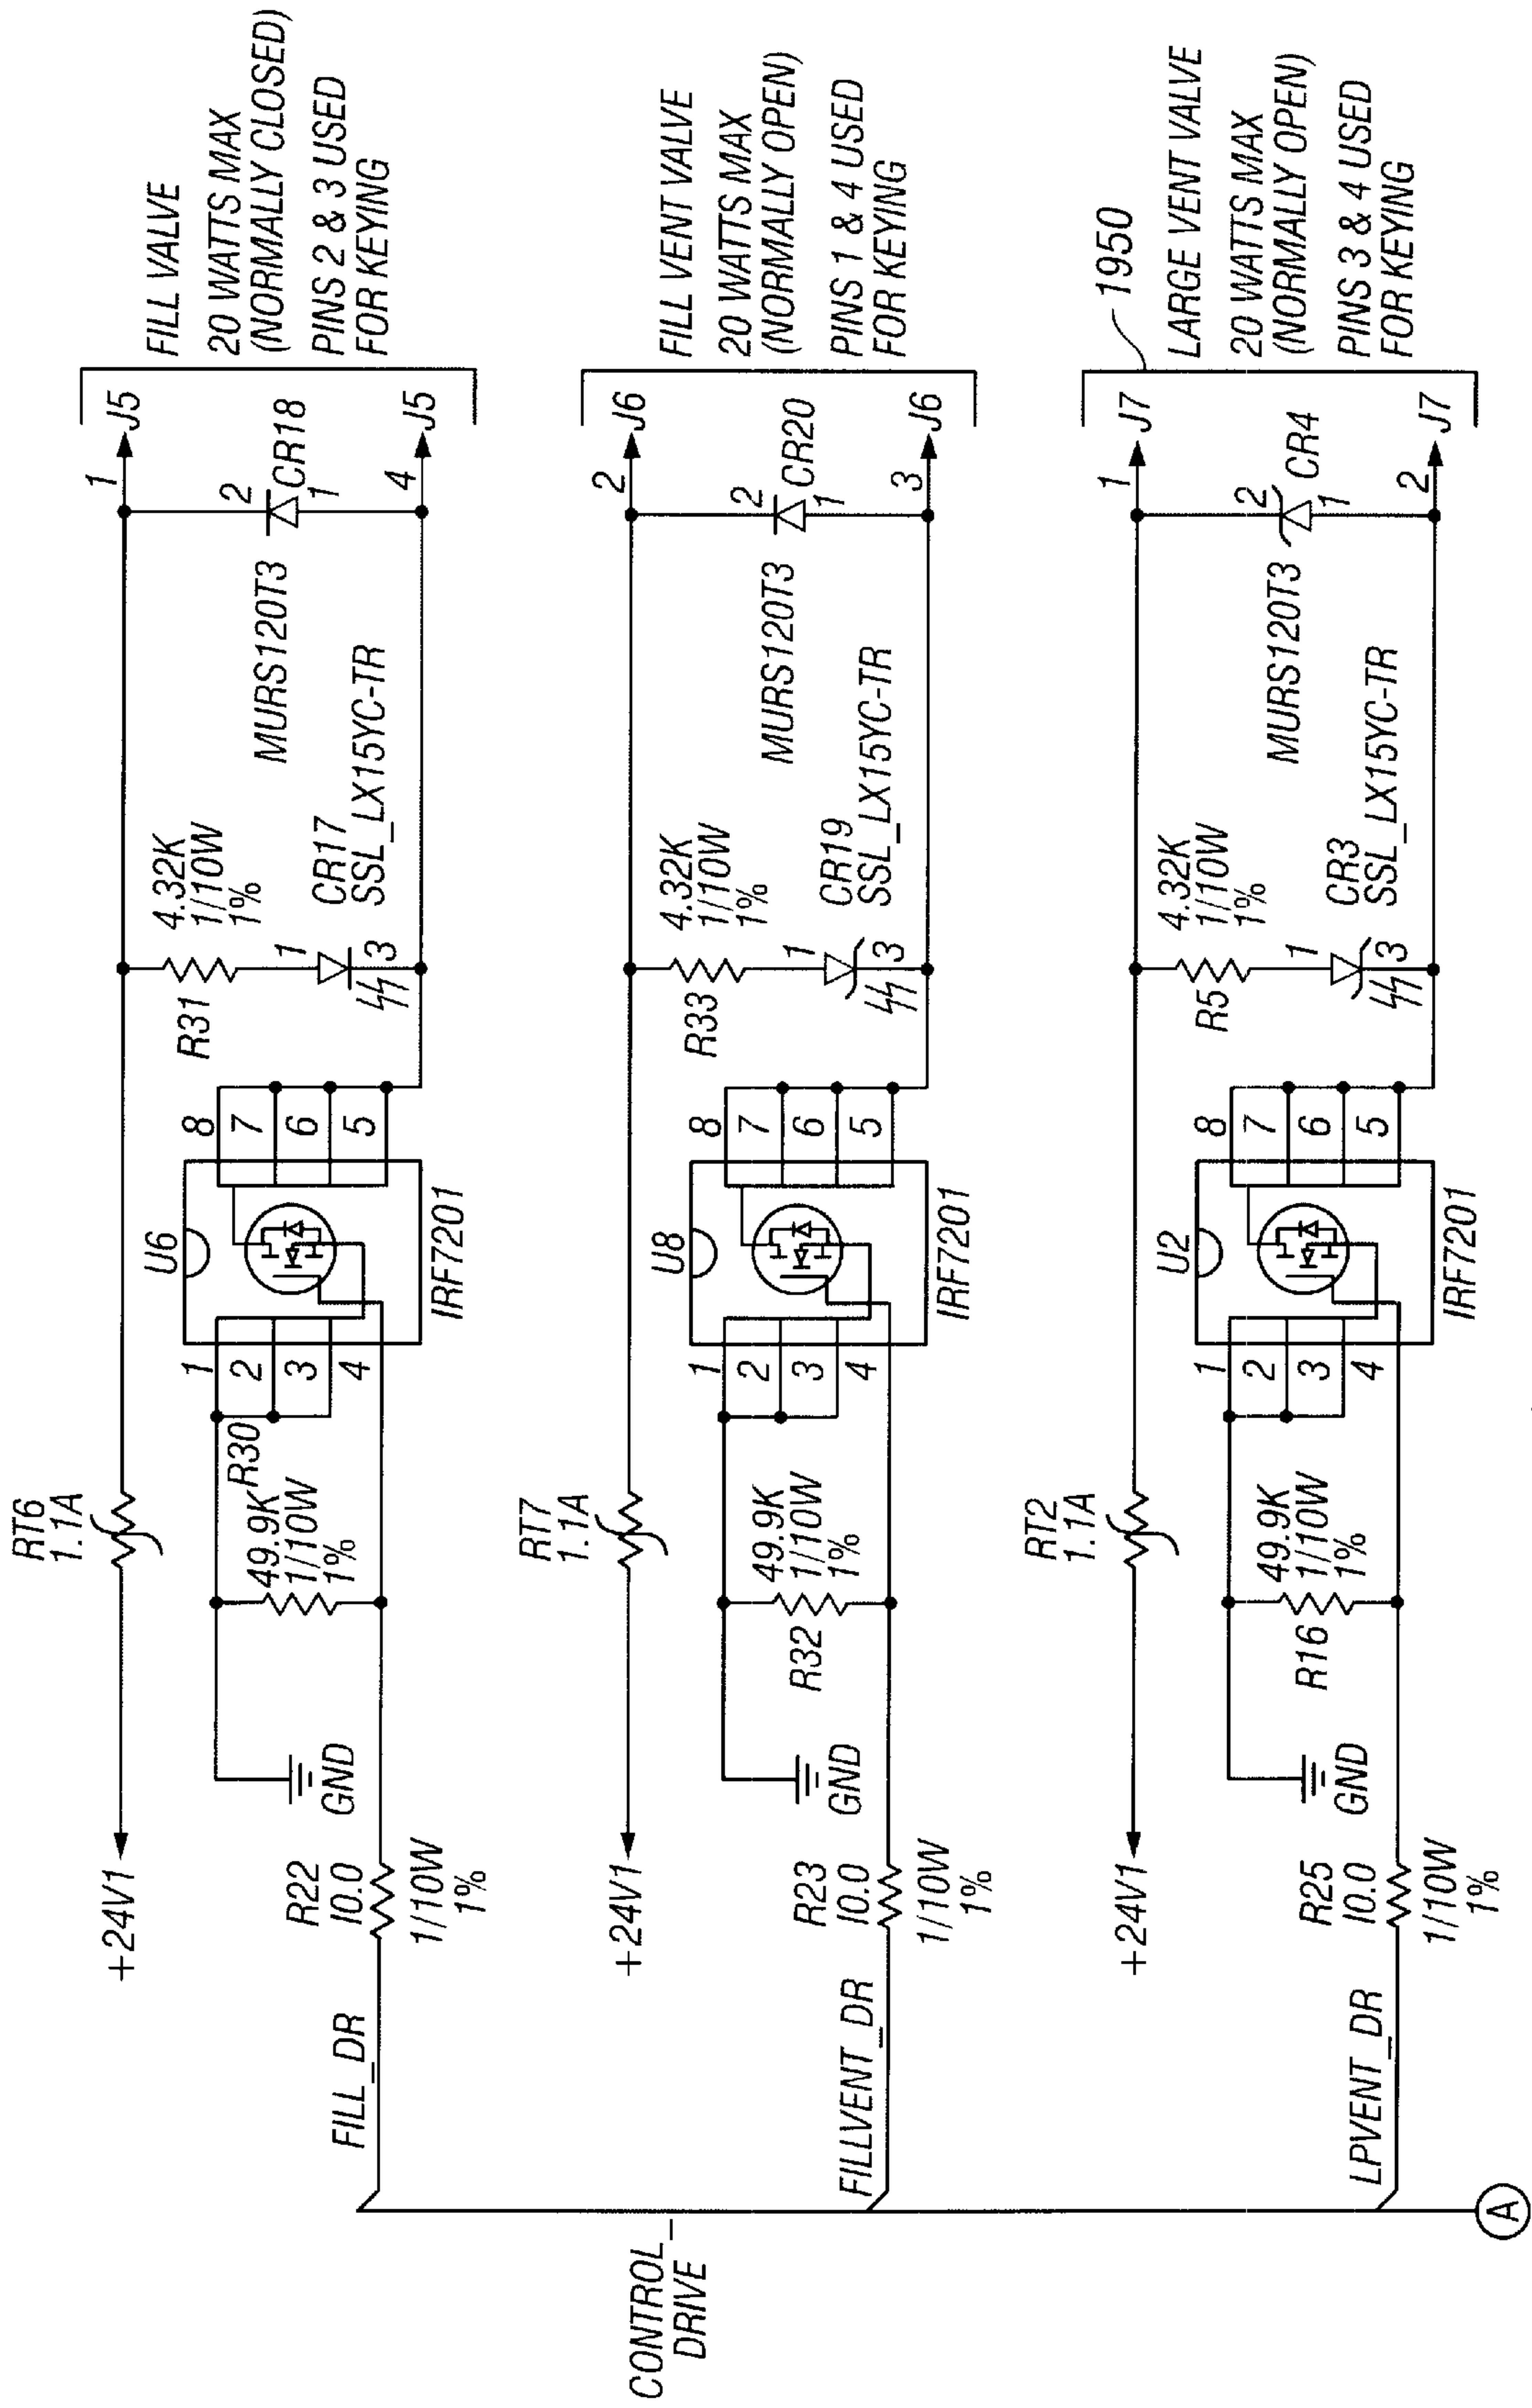 RT6
1.1A
+24V1
1
J5
FILL VALVE
20 WATTS MAX
(NORMALLY CLOSED)
PINS 2 & 3 USED
FOR KEYING
4.32K
1/10W
1%
R31
1
CR17
SSL_LX15YC-TR
3
MURS120T3
2
CR18
1
4
J5
U6
IRF7201
1
2
3
4
8
7
6
5
R30
49.9K
1/10W
1%
GND
R22
I0.0
1/10W
1%
FILL_DR
RT7
1.1A
+24V1
2
J6
FILL VENT VALVE
20 WATTS MAX
(NORMALLY OPEN)
PINS 1 & 4 USED
FOR KEYING
4.32K
1/10W
1%
R33
1
CR19
SSL_LX15YC-TR
3
MURS120T3
2
CR20
1
3
J6
U8
IRF7201
1
2
3
4
8
7
6
5
49.9K
1/10W
1%
R32
GND
R23
I0.0
1/10W
1%
FILLVENT_DR
CONTROL_
DRIVE
RT2
1.1A
+24V1
1
J7
1950
LARGE VENT VALVE
20 WATTS MAX
(NORMALLY OPEN)
PINS 3 & 4 USED
FOR KEYING
4.32K
1/10W
1%
R5
1
CR3
SSL_LX15YC-TR
3
MURS120T3
2
CR4
1
2
J7
U2
IRF7201
1
2
3
4
8
7
6
5
49.9K
1/10W
1%
R16
GND
R25
I0.0
1/10W
1%
LPVENT_DR
A